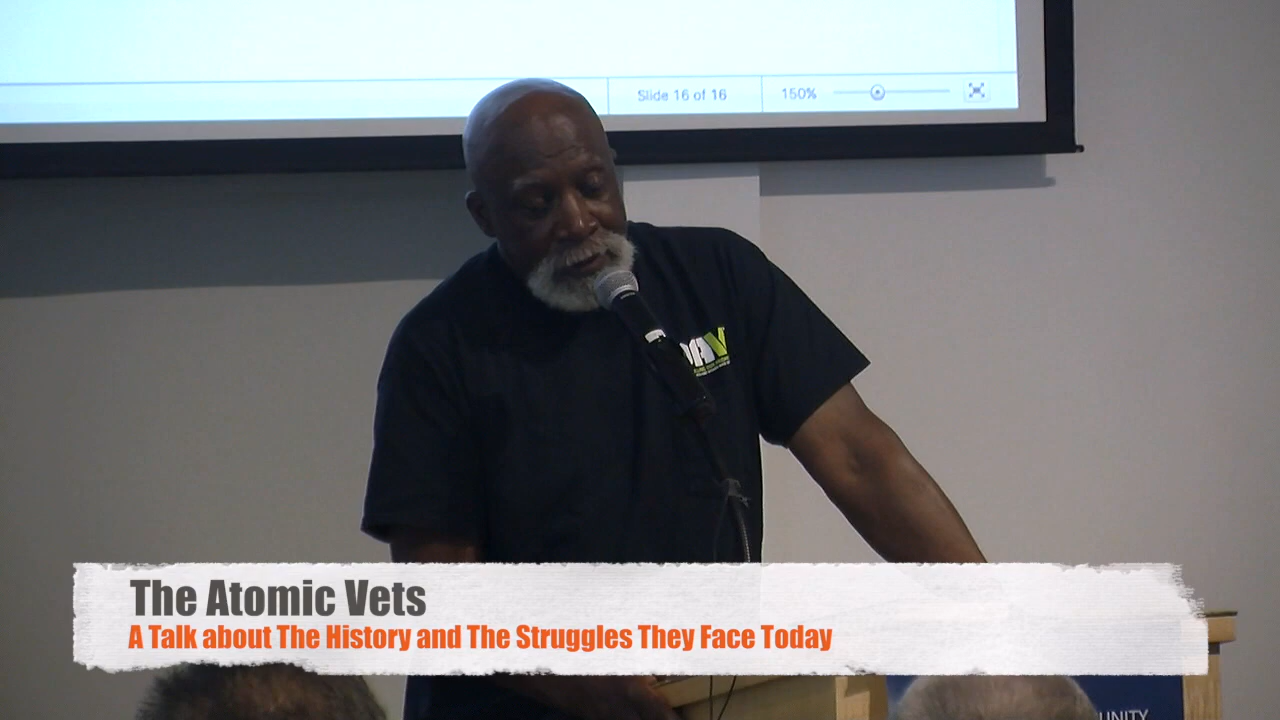 Slide 16 of 16
150%
The Atomic Vets
A Talk about The History and The Struggles They Face Today